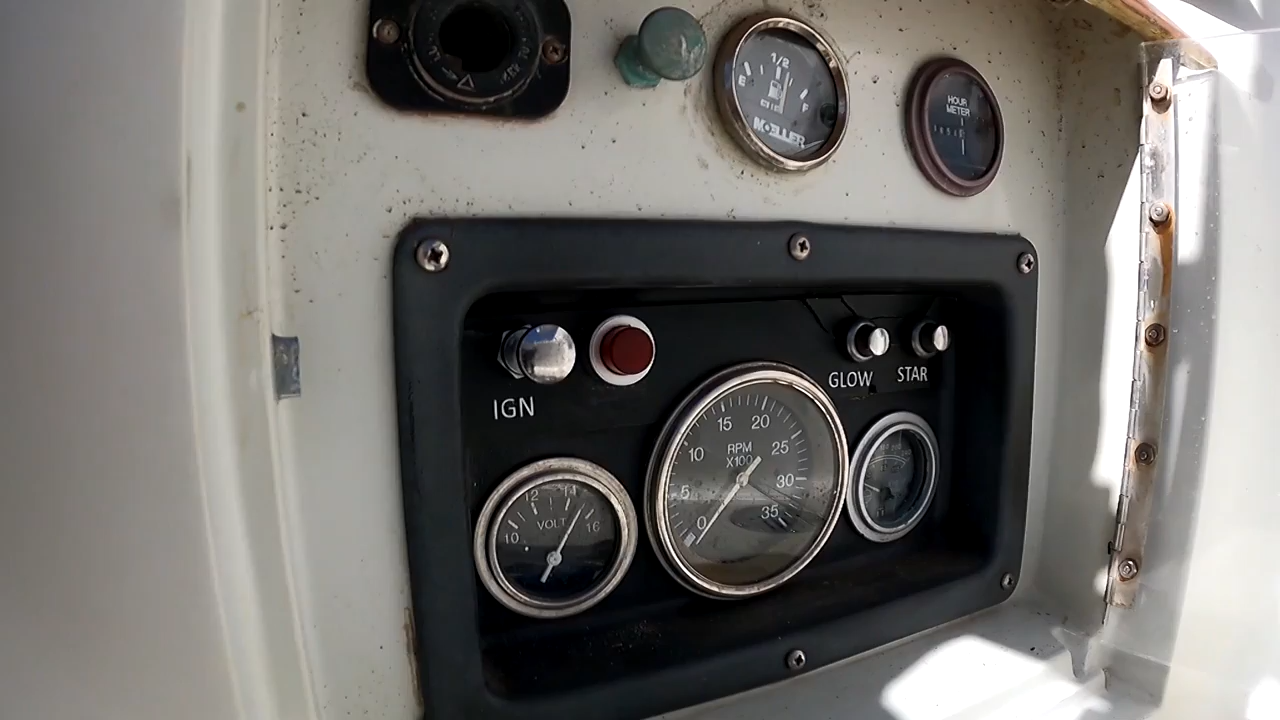 1/2
E
F
MOELLER
HOUR
METER
IGN
GLOW
STAR
15
20
10
RPM
X100
25
5
30
0
35
12
14
10
VOLT
16